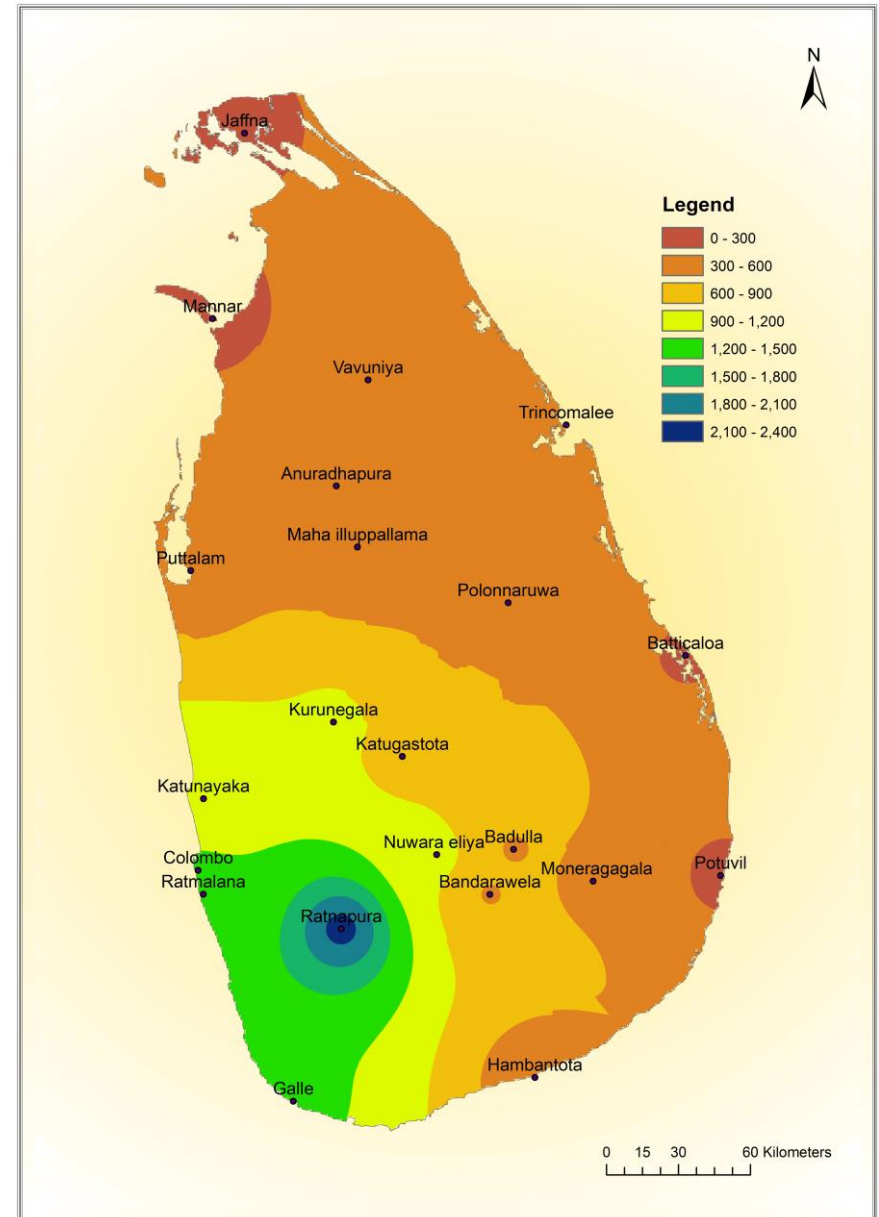 N
Jaffna
Legend
0 - 300
300 - 600
600 - 900
900 - 1,200
1,200 - 1,500
1,500 - 1,800
1,800 - 2,100
2,100 - 2,400
Mannar
Vavuniya
Trincomalee
Anuradhapura
Maha illuppallama
Puttalam
Polonnaruwa
Batticaloa
Kurunegala
Katugastota
Katunayaka
Nuwara eliya
Badulla
Colombo
Moneragagala
Potuvil
Ratmalana
Bandarawela
Ratnapura
Hambantota
Galle
0 15 30 60 Kilometers